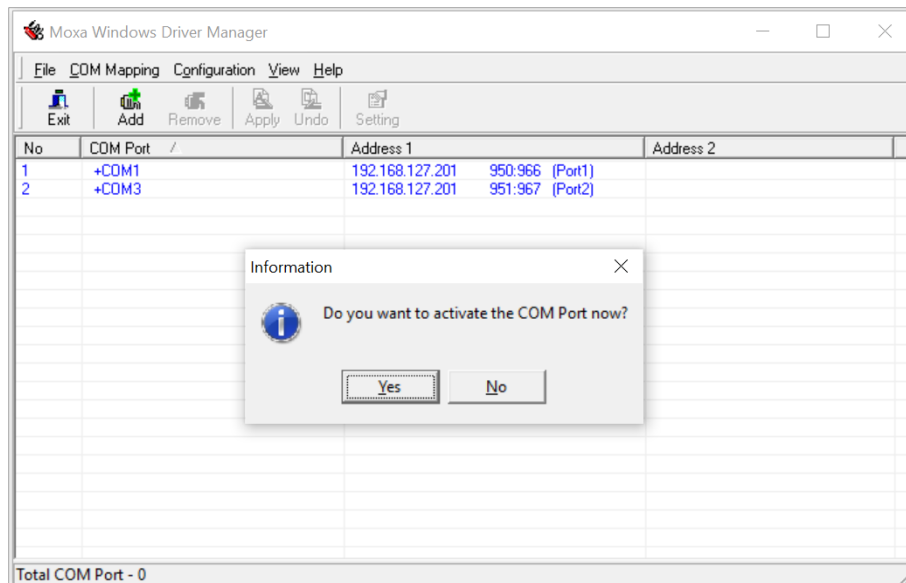 Moxa Windows Driver Manager
File COM Mapping Configuration View Help
Exit Add Remove Apply Undo Setting
No COM Port / Address 1 Address 2
1 +COM1 192.168.127.201 950:966 (Port1)
2 +COM3 192.168.127.201 951:967 (Port2)
Information
Do you want to activate the COM Port now?
Yes No
Total COM Port - 0